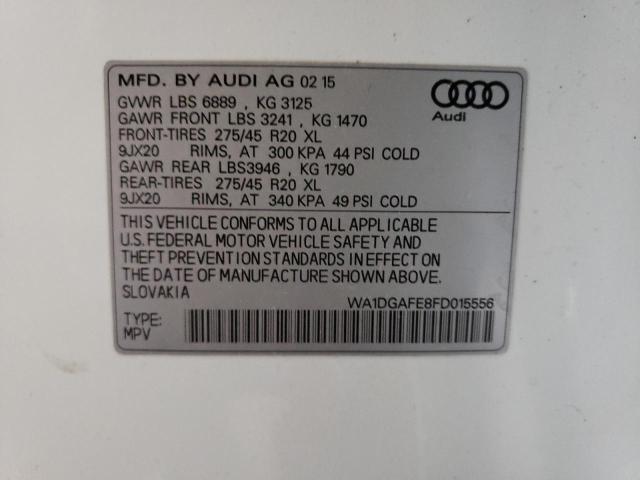 MFD. BY AUDI AG 02 15
GVWR LBS 6889 , KG 3125
GAWR FRONT LBS 3241 , KG 1470
FRONT-TIRES 275/45 R20 XL
9JX20 RIMS, AT 300 KPA 44 PSI COLD
GAWR REAR LBS3946 , KG 1790
REAR-TIRES 275/45 R20 XL
9JX20 RIMS, AT 340 KPA 49 PSI COLD
Audi
THIS VEHICLE CONFORMS TO ALL APPLICABLE
U.S. FEDERAL MOTOR VEHICLE SAFETY AND
THEFT PREVENTION STANDARDS IN EFFECT ON
THE DATE OF MANUFACTURE SHOWN ABOVE.
SLOVAKIA
WA1DGAFE8FD015556
TYPE:
MPV